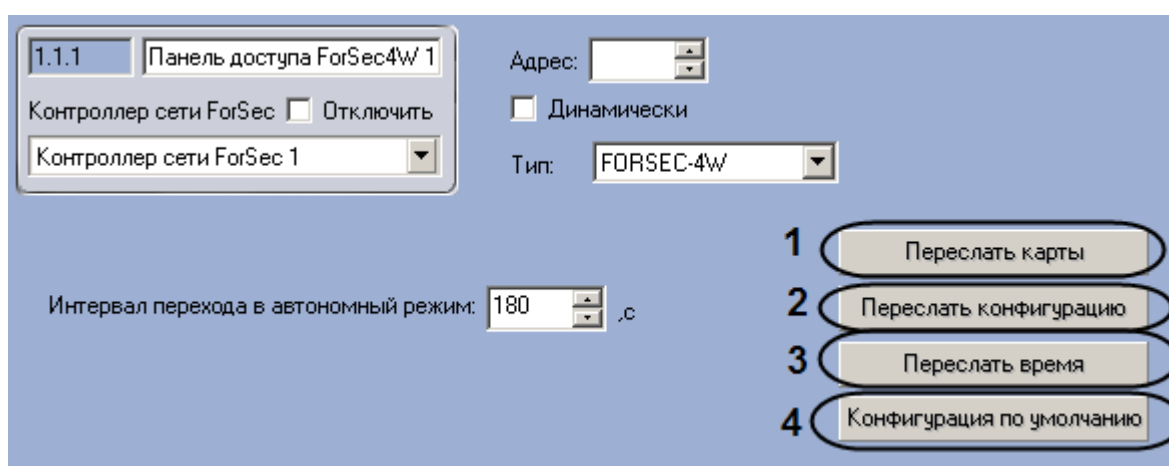 1.1.1 Панель доступа ForSec4W 1
Контроллер сети ForSec Отключить
Контроллер сети ForSec 1
Адрес:
Динамически
Тип: FORSEC-4W
Интервал перехода в автономный режим: 180 ,с
1 Переслать карты
2 Переслать конфигурацию
3 Переслать время
4 Конфигурация по умолчанию